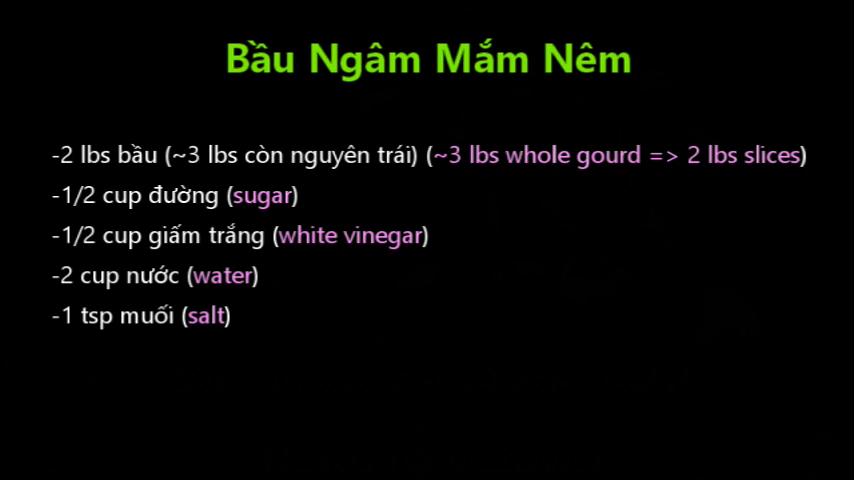 Bầu Ngâm Mắm Nêm
-2 lbs bầu (~3 lbs còn nguyên trái) (~3 lbs whole gourd => 2 lbs slices)
-1/2 cup đường (sugar)
-1/2 cup giấm trắng (white vinegar)
-2 cup nước (water)
-1 tsp muối (salt)